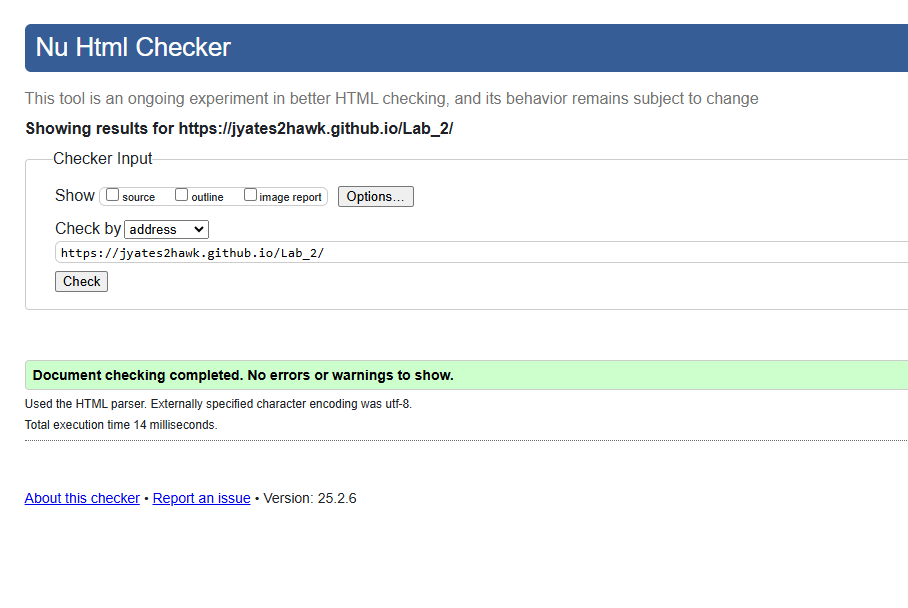 Nu Html Checker
This tool is an ongoing experiment in better HTML checking, and its behavior remains subject to change
Showing results for https://jyates2hawk.github.io/Lab_2/
Checker Input
Show source outline image report Options...
Check by address
https://jyates2hawk.github.io/Lab_2/
Check
Document checking completed. No errors or warnings to show.
Used the HTML parser. Externally specified character encoding was utf-8.
Total execution time 14 milliseconds.
About this checker • Report an issue • Version: 25.2.6